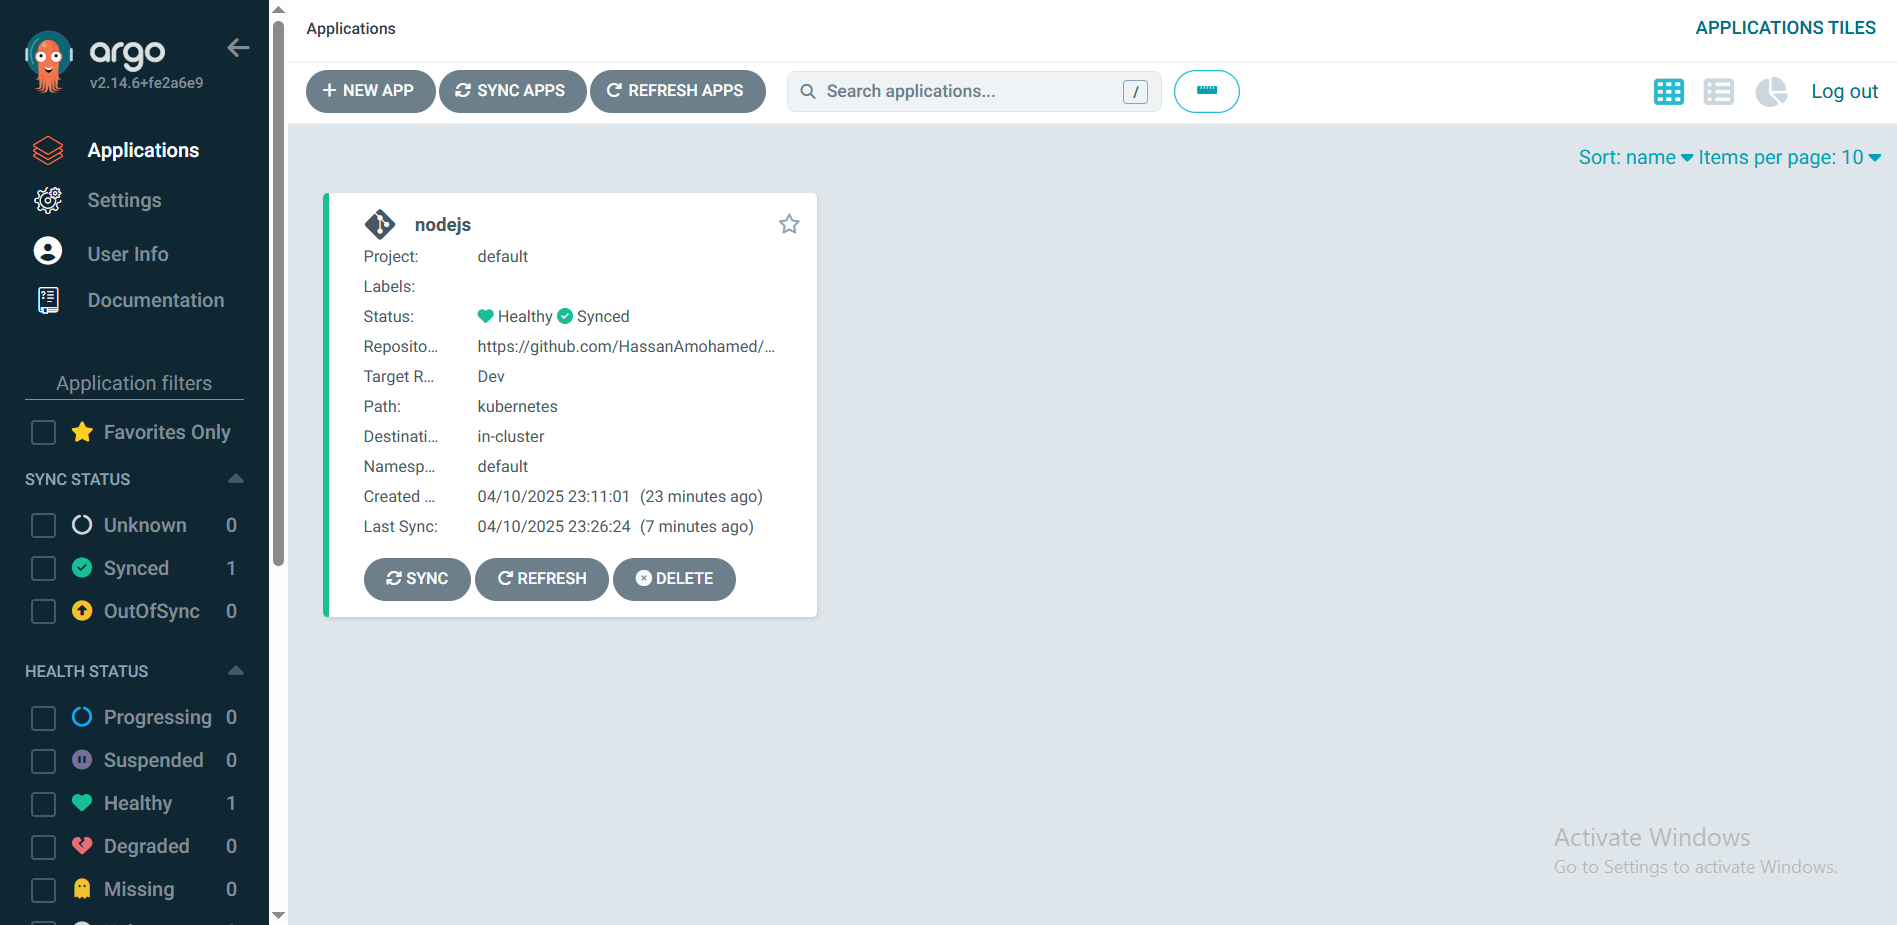 argo
v2.14.6+fe2a6e9
Applications
Settings
User Info
Documentation
Application filters
Favorites Only
SYNC STATUS
Unknown 0
Synced 1
OutOfSync 0
HEALTH STATUS
Progressing 0
Suspended 0
Healthy 1
Degraded 0
Missing 0
Applications
APPLICATIONS TILES
NEW APP
SYNC APPS
REFRESH APPS
Search applications...
/
Log out
Sort: name Items per page: 10
nodejs
Project: default
Labels:
Status: Healthy Synced
Reposito... https://github.com/HassanAmohamed/...
Target R... Dev
Path: kubernetes
Destinati... in-cluster
Namesp... default
Created ... 04/10/2025 23:11:01 (23 minutes ago)
Last Sync: 04/10/2025 23:26:24 (7 minutes ago)
SYNC
REFRESH
DELETE
Activate Windows
Go to Settings to activate Windows.